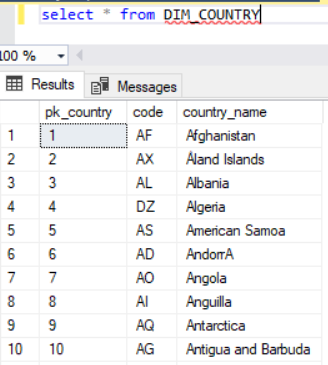 select * from DIM_COUNTRY
100 %
Results Messages
pk_country code country_name
1 1 AF Afghanistan
2 2 AX Åland Islands
3 3 AL Albania
4 4 DZ Algeria
5 5 AS American Samoa
6 6 AD AndorrA
7 7 AO Angola
8 8 AI Anguilla
9 9 AQ Antarctica
10 10 AG Antigua and Barbuda